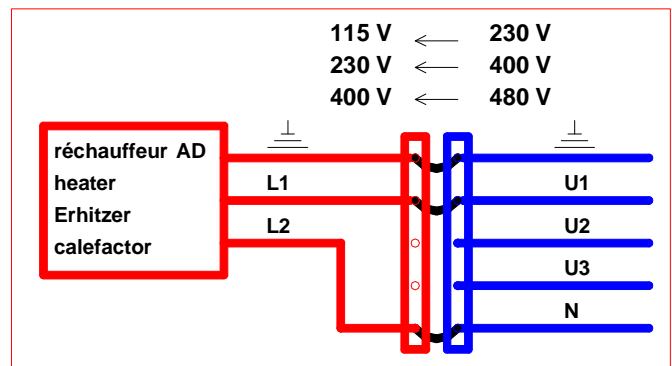 115 V 230 V
230 V 400 V
400 V 480 V
réchauffeur AD
heater
Erhitzer
calefactor
L1
L2
U1
U2
U3
N